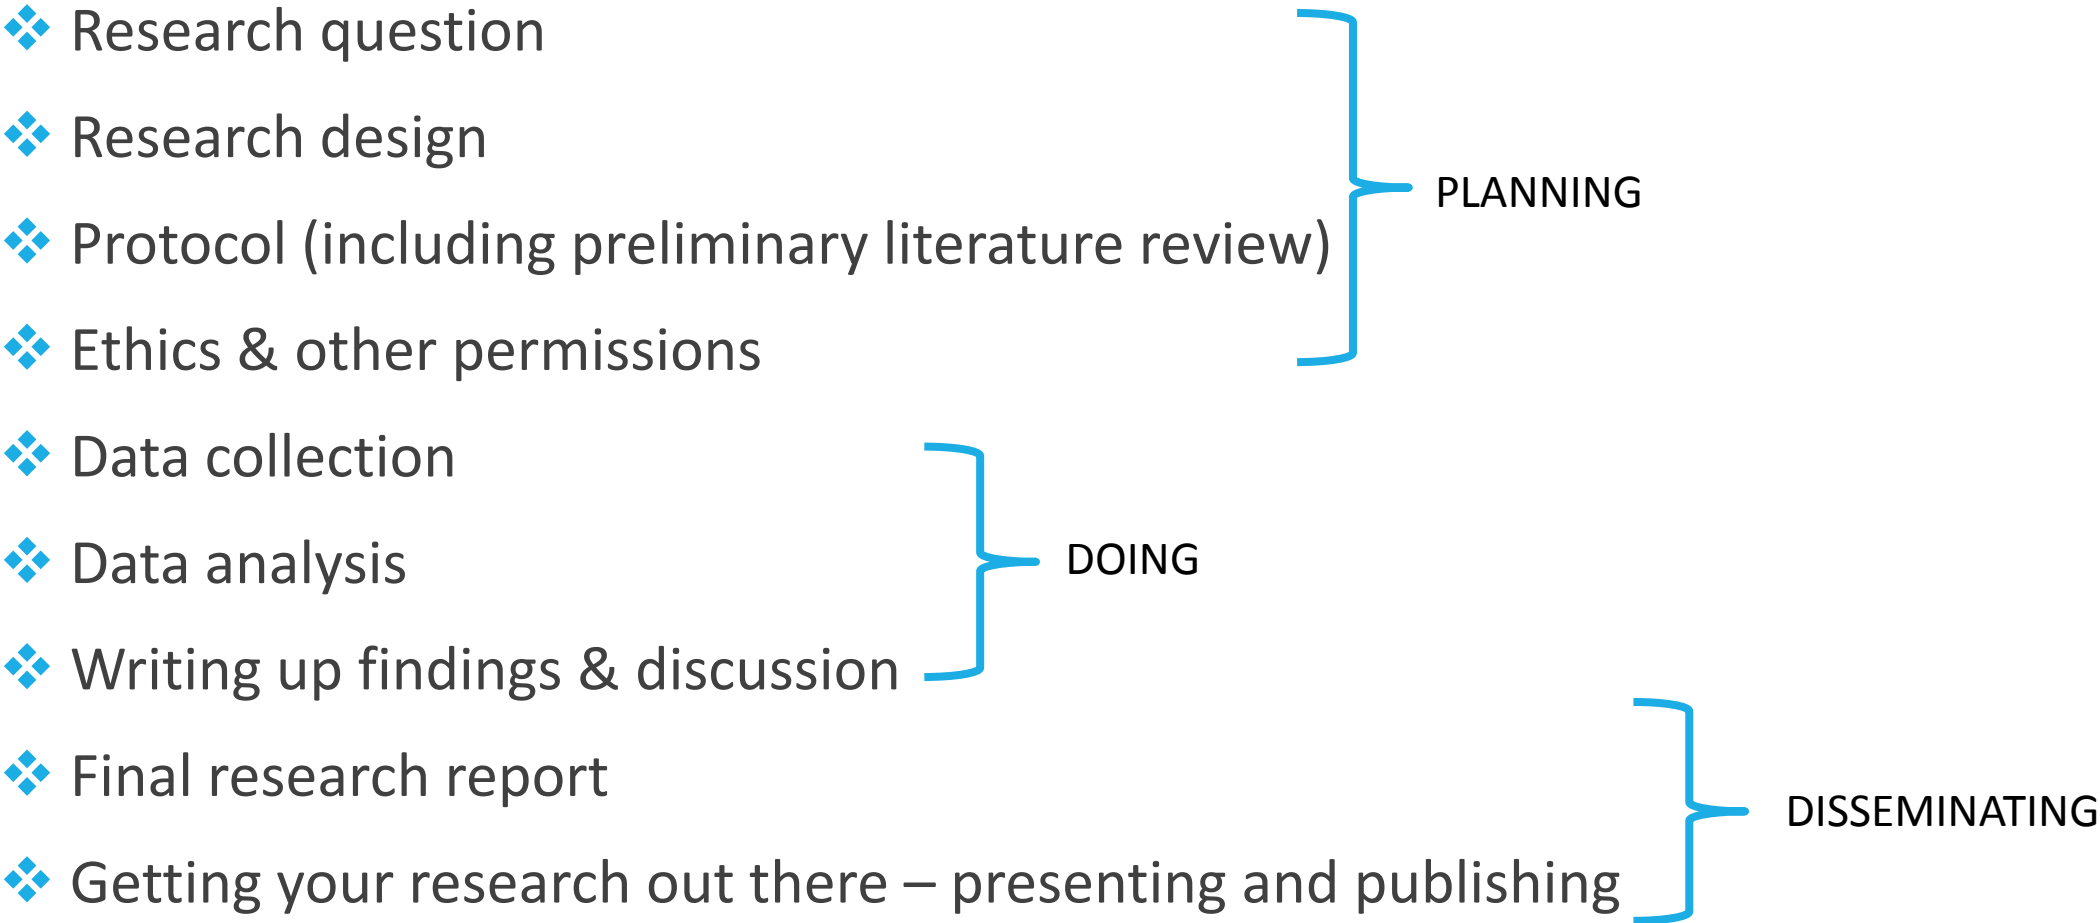 Research question
Research design
Protocol (including preliminary literature review)
Ethics & other permissions
PLANNING
Data collection
Data analysis
Writing up findings & discussion
DOING
Final research report
Getting your research out there – presenting and publishing
DISSEMINATING